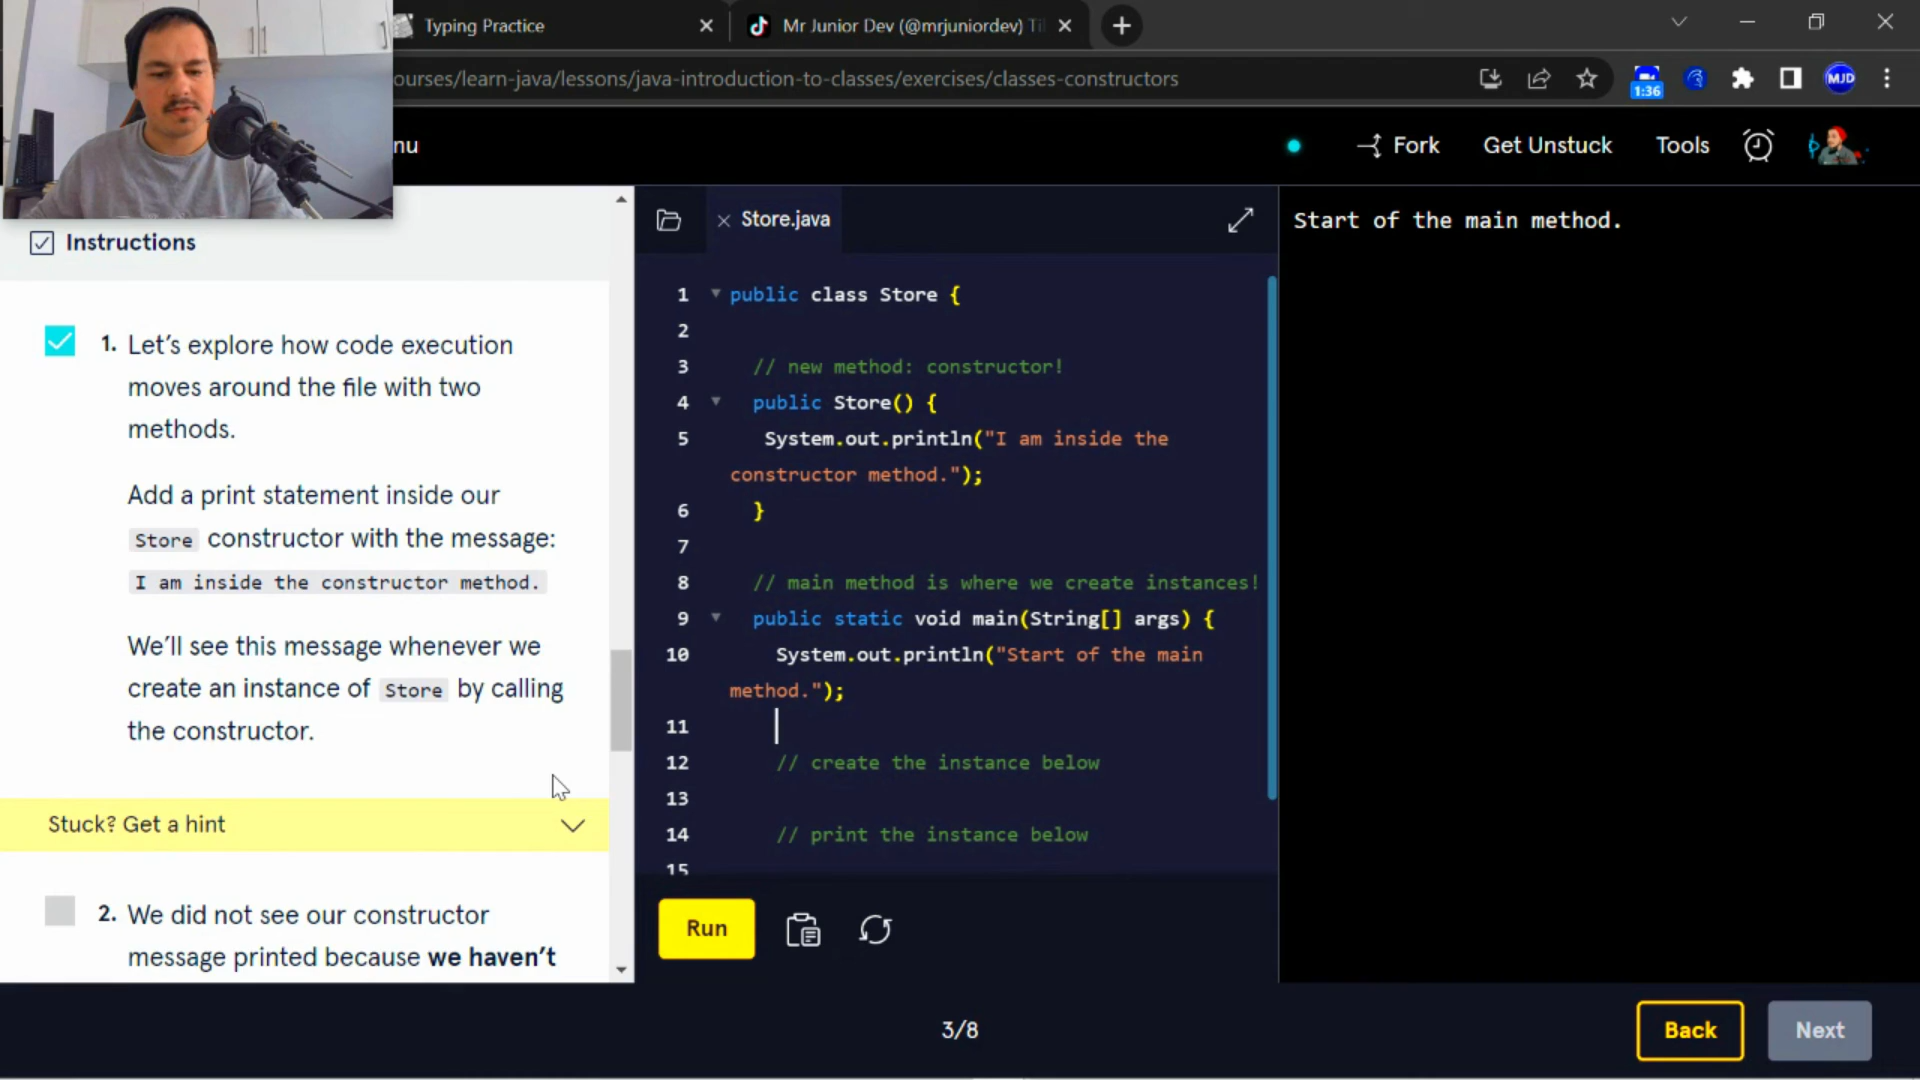 Typing Practice
Mr Junior Dev (@mrjuniordev) Ti
ourses/learn-java/lessons/java-introduction-to-classes/exercises/classes-constructors
1:36
MJD
nu
Fork
Get Unstuck
Tools
Instructions
1. Let’s explore how code execution
moves around the file with two
methods.
Add a print statement inside our
Store constructor with the message:
I am inside the constructor method.
We’ll see this message whenever we
create an instance of Store by calling
the constructor.
Stuck? Get a hint
2. We did not see our constructor
message printed because we haven’t
Store.java
1 public class Store {
2
3 // new method: constructor!
4 public Store() {
5 System.out.println("I am inside the
constructor method.");
6 }
7
8 // main method is where we create instances!
9 public static void main(String[] args) {
10 System.out.println("Start of the main
method.");
11
12 // create the instance below
13
14 // print the instance below
15
Run
Start of the main method.
3/8
Back
Next